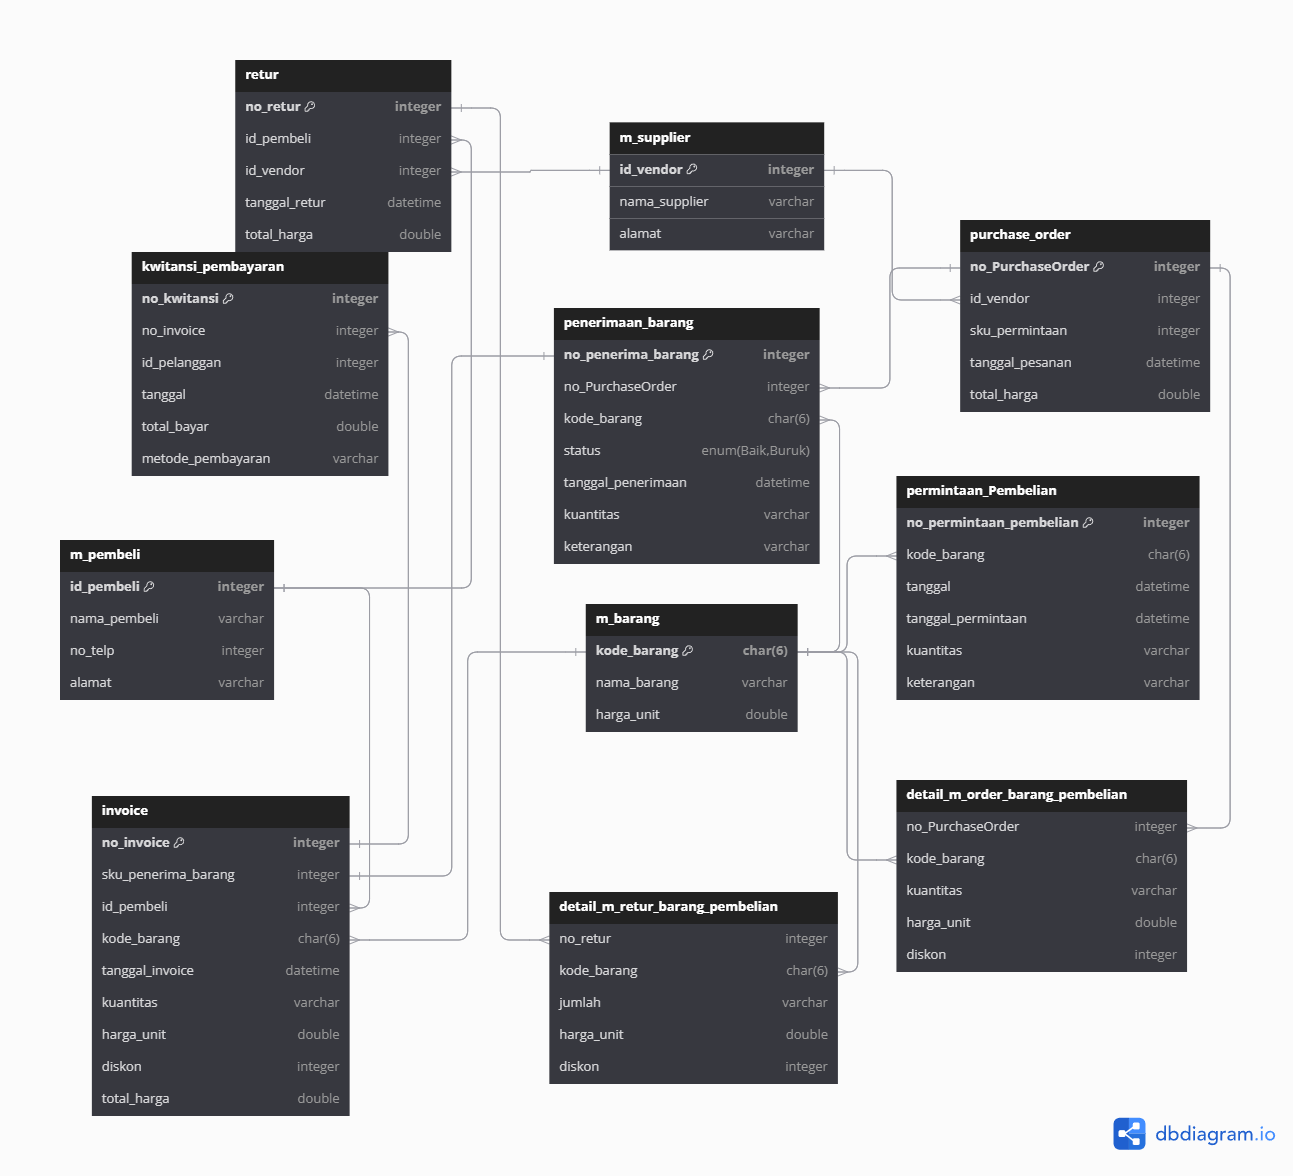 retur
no_retur integer
id_pembeli integer
id_vendor integer
tanggal_retur datetime
total_harga double
m_supplier
id_vendor integer
nama_supplier varchar
alamat varchar
purchase_order
no_PurchaseOrder integer
id_vendor integer
sku_permintaan integer
tanggal_pesanan datetime
total_harga double
kwitansi_pembayaran
no_kwitansi integer
no_invoice integer
id_pelanggan integer
tanggal datetime
total_bayar double
metode_pembayaran varchar
penerimaan_barang
no_penerima_barang integer
no_PurchaseOrder integer
kode_barang char(6)
status enum(Baik,Buruk)
tanggal_penerimaan datetime
kuantitas varchar
keterangan varchar
permintaan_Pembelian
no_permintaan_pembelian integer
kode_barang char(6)
tanggal datetime
tanggal_permintaan datetime
kuantitas varchar
keterangan varchar
m_pembeli
id_pembeli integer
nama_pembeli varchar
no_telp integer
alamat varchar
m_barang
kode_barang char(6)
nama_barang varchar
harga_unit double
invoice
no_invoice integer
sku_penerima_barang integer
id_pembeli integer
kode_barang char(6)
tanggal_invoice datetime
kuantitas varchar
harga_unit double
diskon integer
total_harga double
detail_m_retur_barang_pembelian
no_retur integer
kode_barang char(6)
jumlah varchar
harga_unit double
diskon integer
detail_m_order_barang_pembelian
no_PurchaseOrder integer
kode_barang char(6)
kuantitas varchar
harga_unit double
diskon integer
dbdiagram.io